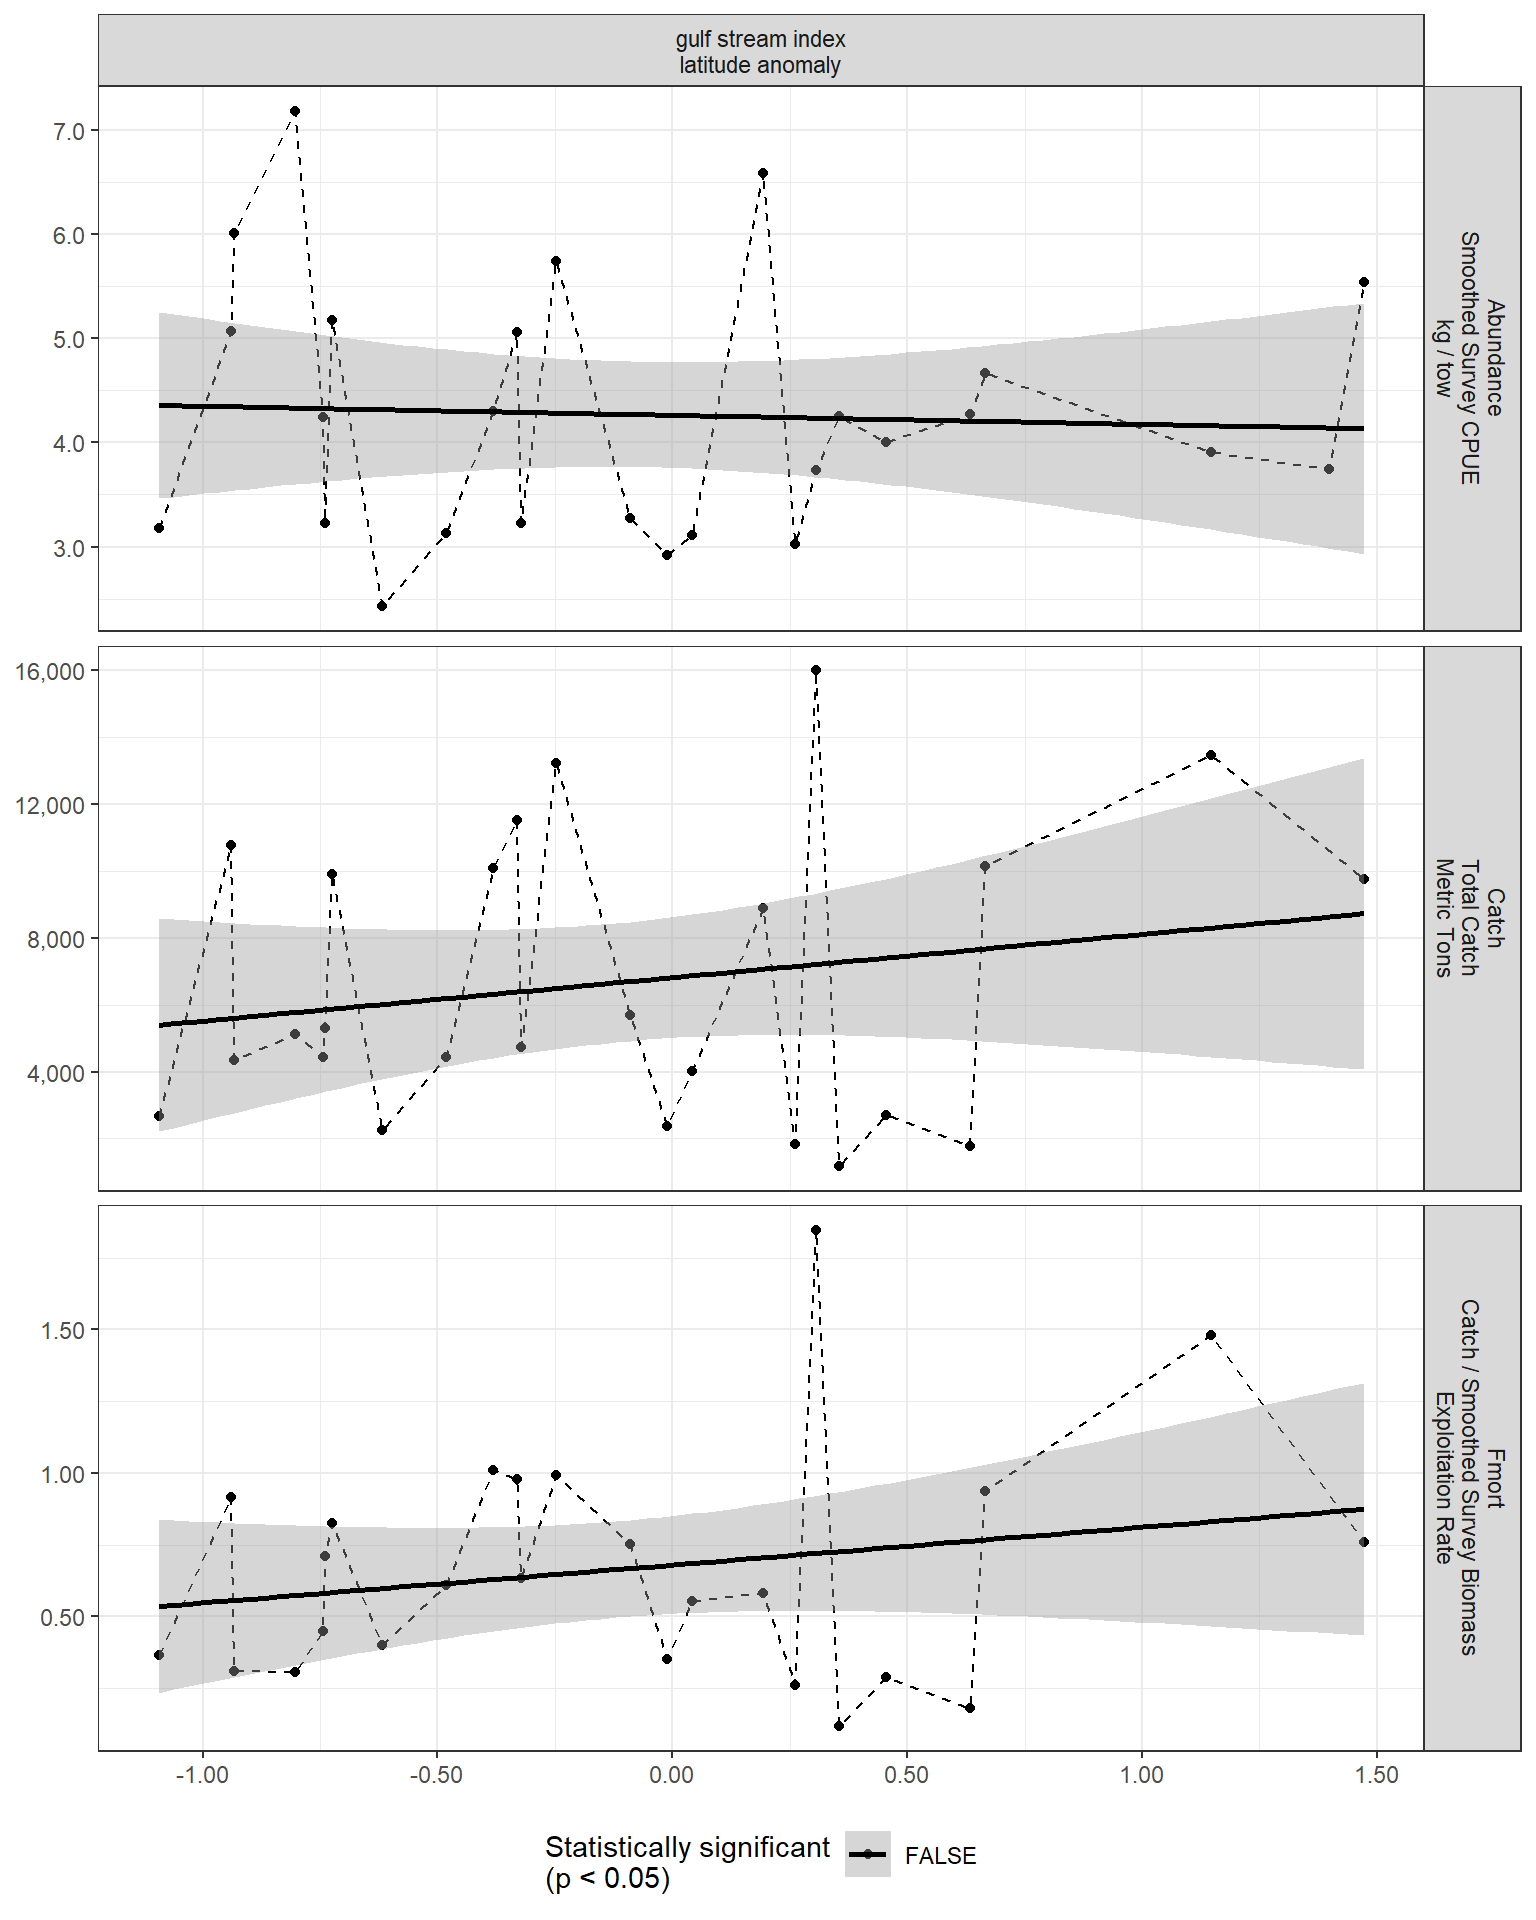 gulf stream index
latitude anomaly
7.0
6.0
5.0
4.0
3.0
Abundance
Smoothed Survey CPUE
kg / tow
16,000
12,000
8,000
4,000
Catch
Total Catch
Metric Tons
1.50
1.00
0.50
Fmort
Catch / Smoothed Survey Biomass
Exploitation Rate
-1.00
-0.50
0.00
0.50
1.00
1.50
Statistically significant
(p < 0.05)
FALSE